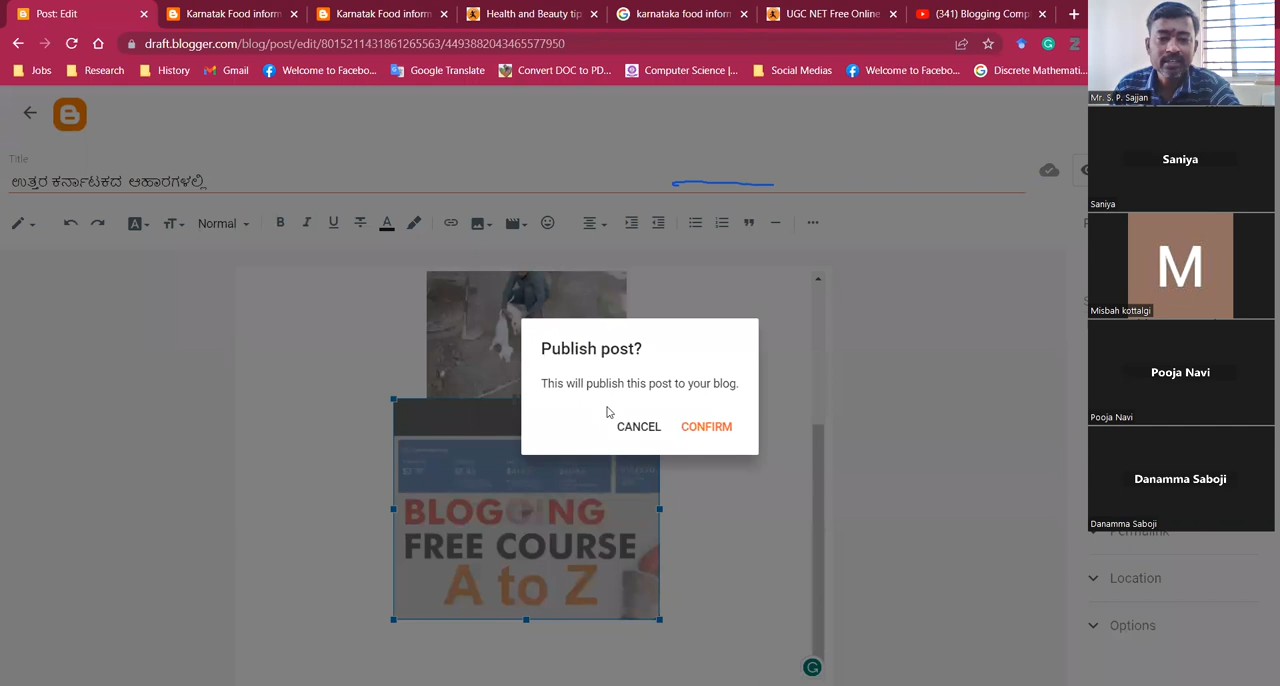 Post: Edit
Karnatak Food inform
Karnatak Food inform
Health and Beauty tip
karnataka food inform
UGC NET Free Online
(341) Blogging Comp
draft.blogger.com/blog/post/edit/8015211431861265563/4493882043465577950
Jobs
Research
History
Gmail
Welcome to Facebo...
Google Translate
Convert DOC to PD...
Computer Science |...
Social Medias
Welcome to Facebo...
Discrete Mathemati...
Mr. S. P. Sajjan
Title
ಉತ್ತರ ಕರ್ನಾಟಕದ ಆಹಾರಗಳಲ್ಲಿ
Normal
Saniya
Saniya
M
Misbah kottalgi
Publish post?
This will publish this post to your blog.
CANCEL
CONFIRM
Pooja Navi
Pooja Navi
BLOGGING
FREE COURSE
A to Z
Danamma Saboji
Danamma Saboji
Permalink
Location
Options